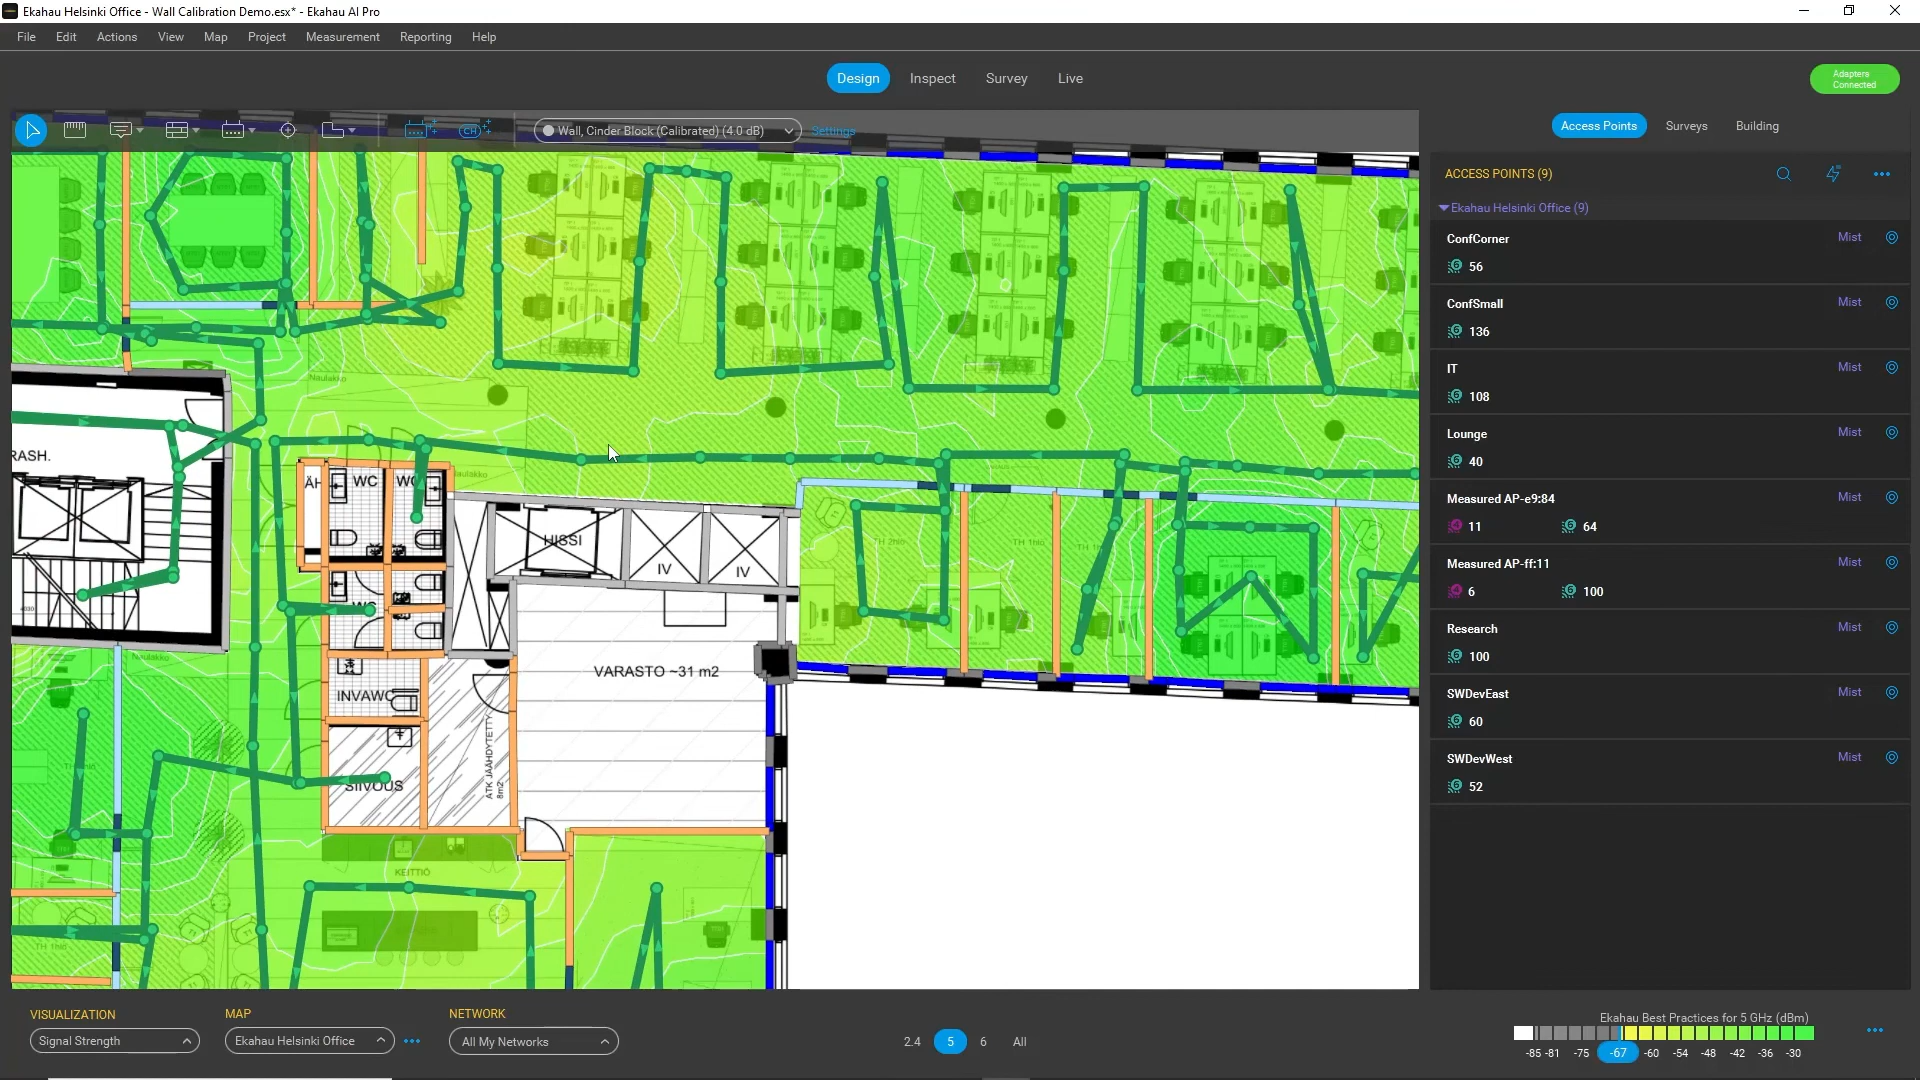 Ekahau Helsinki Office - Wall Calibration Demo.esx* - Ekahau AI Pro
File Edit Actions View Map Project Measurement Reporting Help
Design Inspect Survey Live
Adapters
Connected
CH
Wall, Cinder Block (Calibrated) (4.0 dB)
Settings
Access Points Surveys Building
ACCESS POINTS (9)
Ekahau Helsinki Office (9)
ConfCorner Mist
56
ConfSmall Mist
136
IT Mist
108
Lounge Mist
40
Measured AP-e9:84 Mist
11 64
Measured AP-ff:11 Mist
6 100
Research Mist
100
SWDevEast Mist
60
SWDevWest Mist
52
Naulakko
RASH.
WC
HISSI
IV
IV
Naulakko
VARASTO ~31 m2
INVAWC
SIIVOUS
ATK JÄÄHDYTETTY
8m2
KEITTIÖ
VISUALIZATION
Signal Strength
MAP
Ekahau Helsinki Office
NETWORK
All My Networks
2.4 5 6 All
Ekahau Best Practices for 5 GHz (dBm)
-85 -81 -75 -67 -60 -54 -48 -42 -36 -30